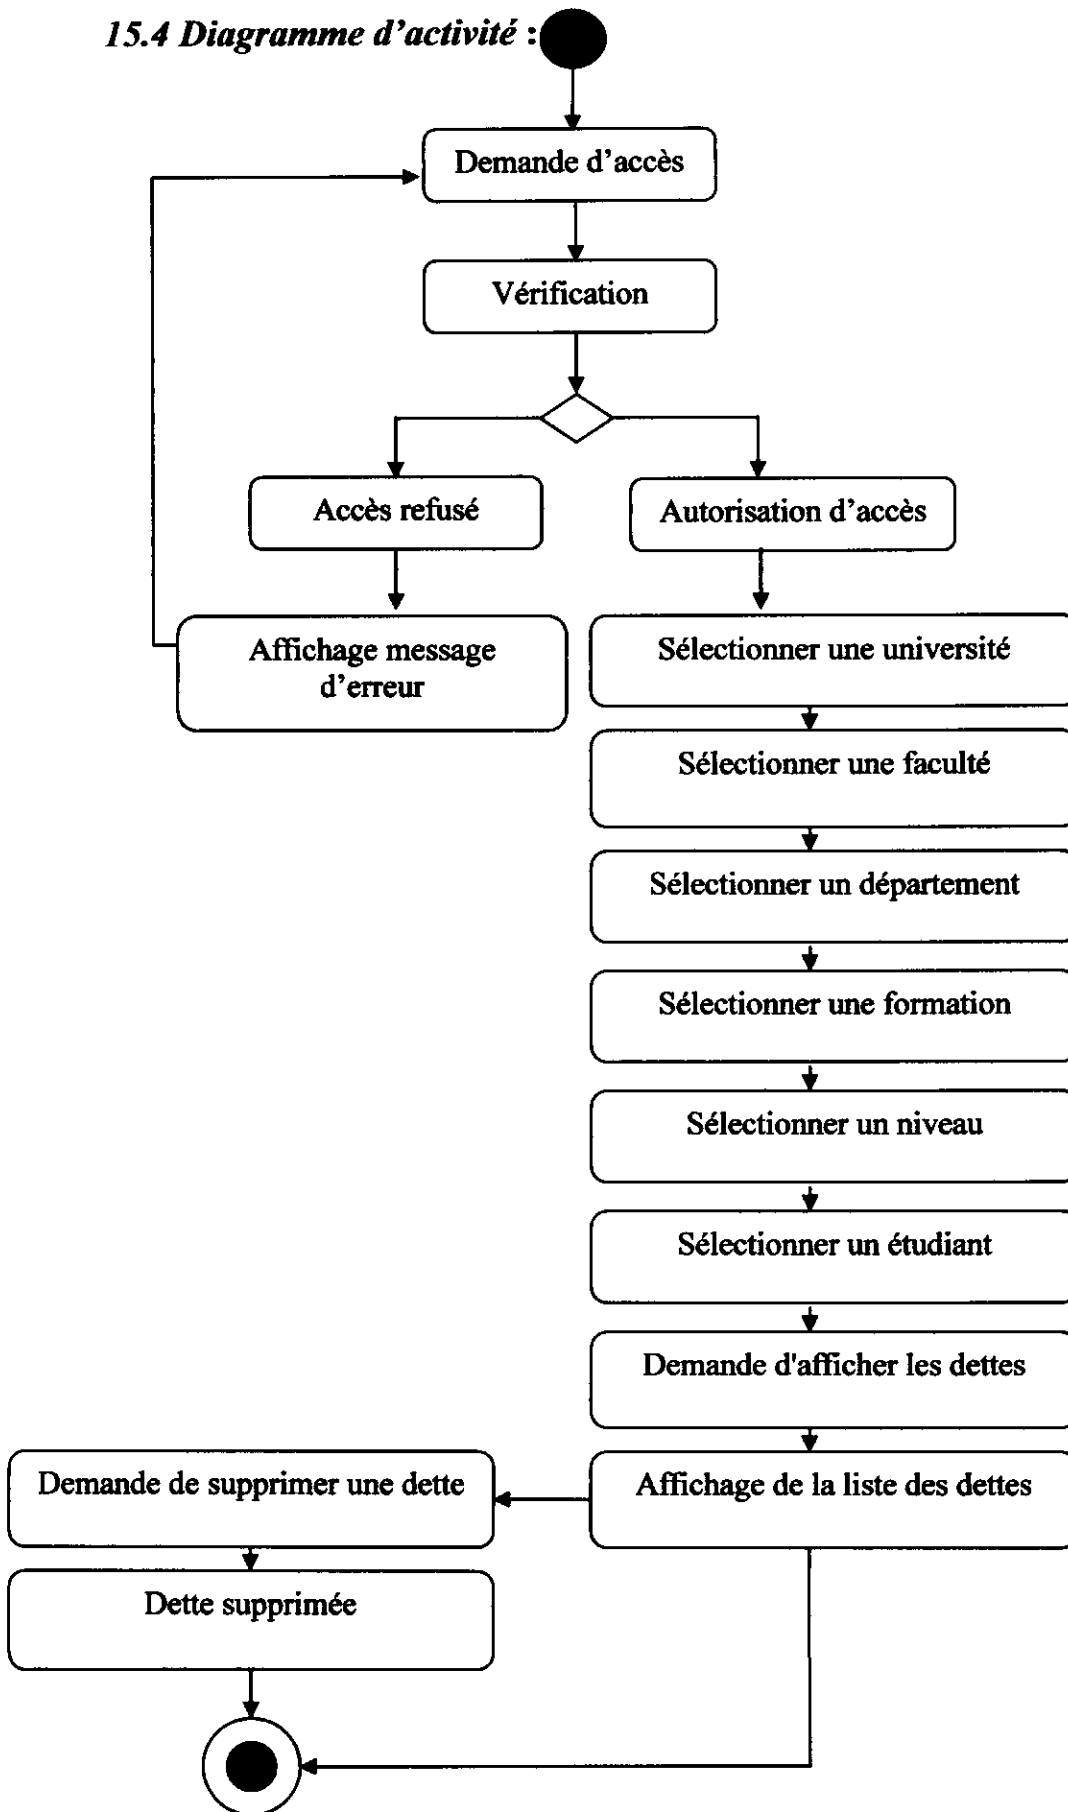 15.4 Diagramme d’activité :
Demande d’accès
Vérification
Accès refusé
Autorisation d’accès
Affichage message
d’erreur
Sélectionner une université
Sélectionner une faculté
Sélectionner un département
Sélectionner une formation
Sélectionner un niveau
Sélectionner un étudiant
Demande d'afficher les dettes
Demande de supprimer une dette
Affichage de la liste des dettes
Dette supprimée